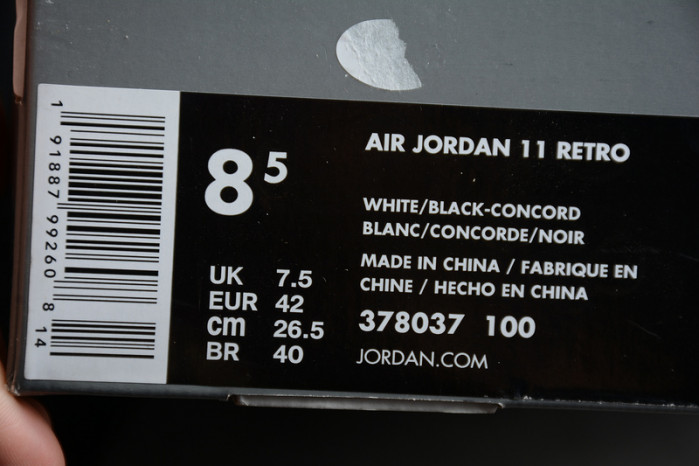 1 91887 99260 8 14
8 5
AIR JORDAN 11 RETRO
WHITE/BLACK-CONCORD
BLANC/CONCORDE/NOIR
MADE IN CHINA / FABRIQUE EN
CHINE / HECHO EN CHINA
378037 100
JORDAN.COM
UK 7.5
EUR 42
cm 26.5
BR 40